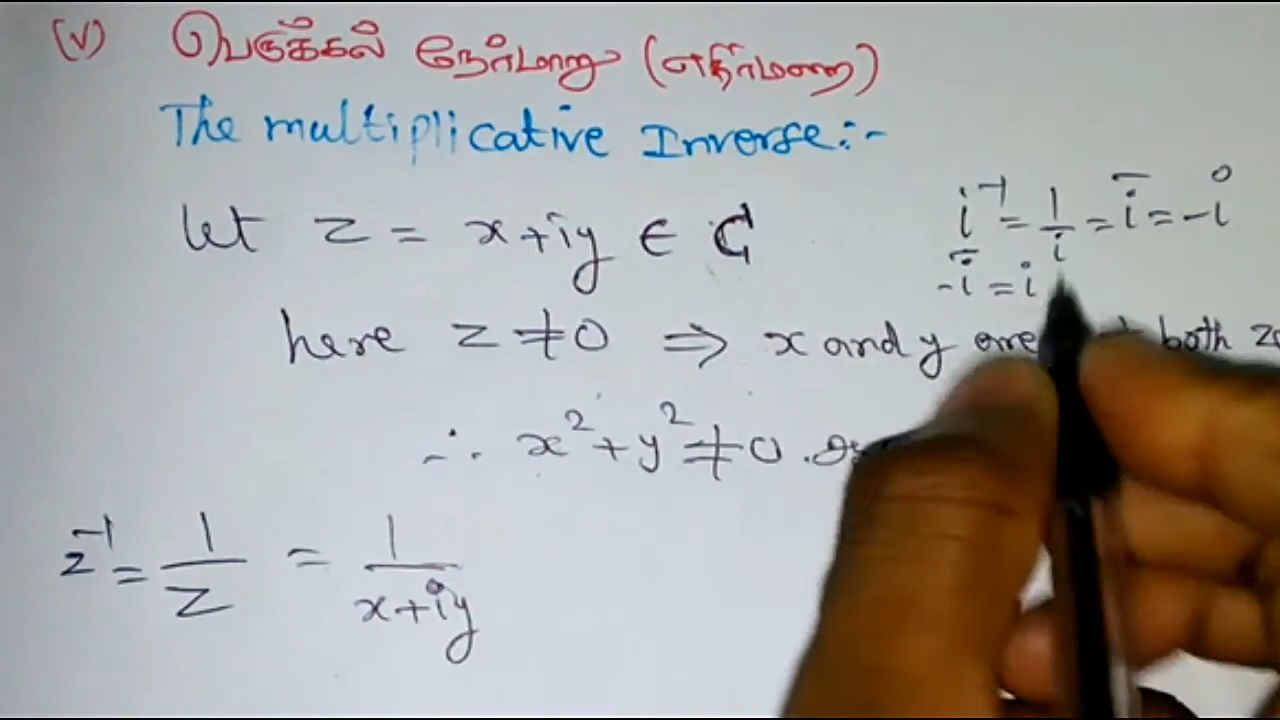 (v) பெருக்கல் நேர்மாறு (எதிர்மறை)
The multiplicative Inverse:-
Let z = x+iy ∈ ℂ
i⁻¹ = 1/i = i̅ = -i
-i̅ = i
here z ≠ 0 ⇒ x and y are both
∴ x² + y² ≠ 0.
z⁻¹ = 1/z = 1/(x+iy)